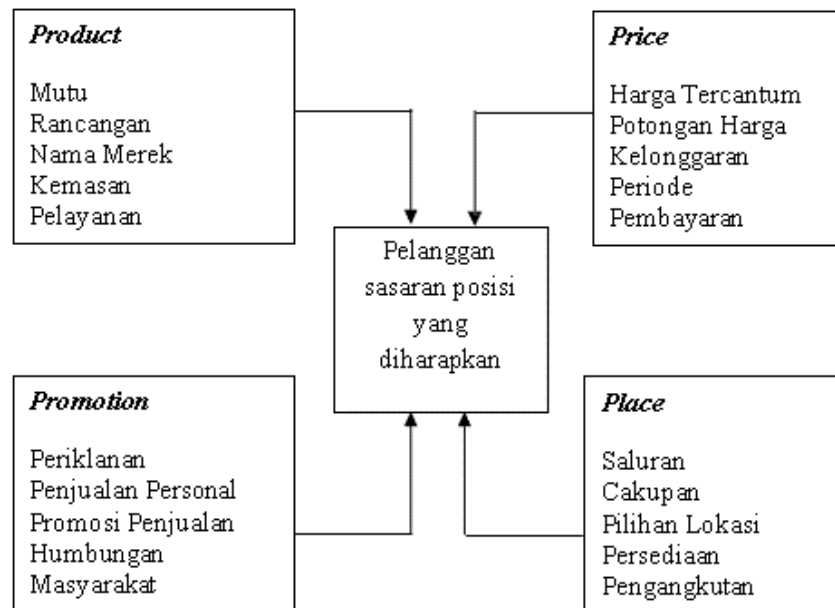 Product
Mutu
Rancangan
Nama Merek
Kemasan
Pelayanan
Price
Harga Tercantum
Potongan Harga
Kelonggaran
Periode
Pembayaran
Pelanggan
sasaran posisi
yang
diharapkan
Promotion
Periklanan
Penjualan Personal
Promosi Penjualan
Humbungan
Masyarakat
Place
Saluran
Cakupan
Pilihan Lokasi
Persediaan
Pengangkutan